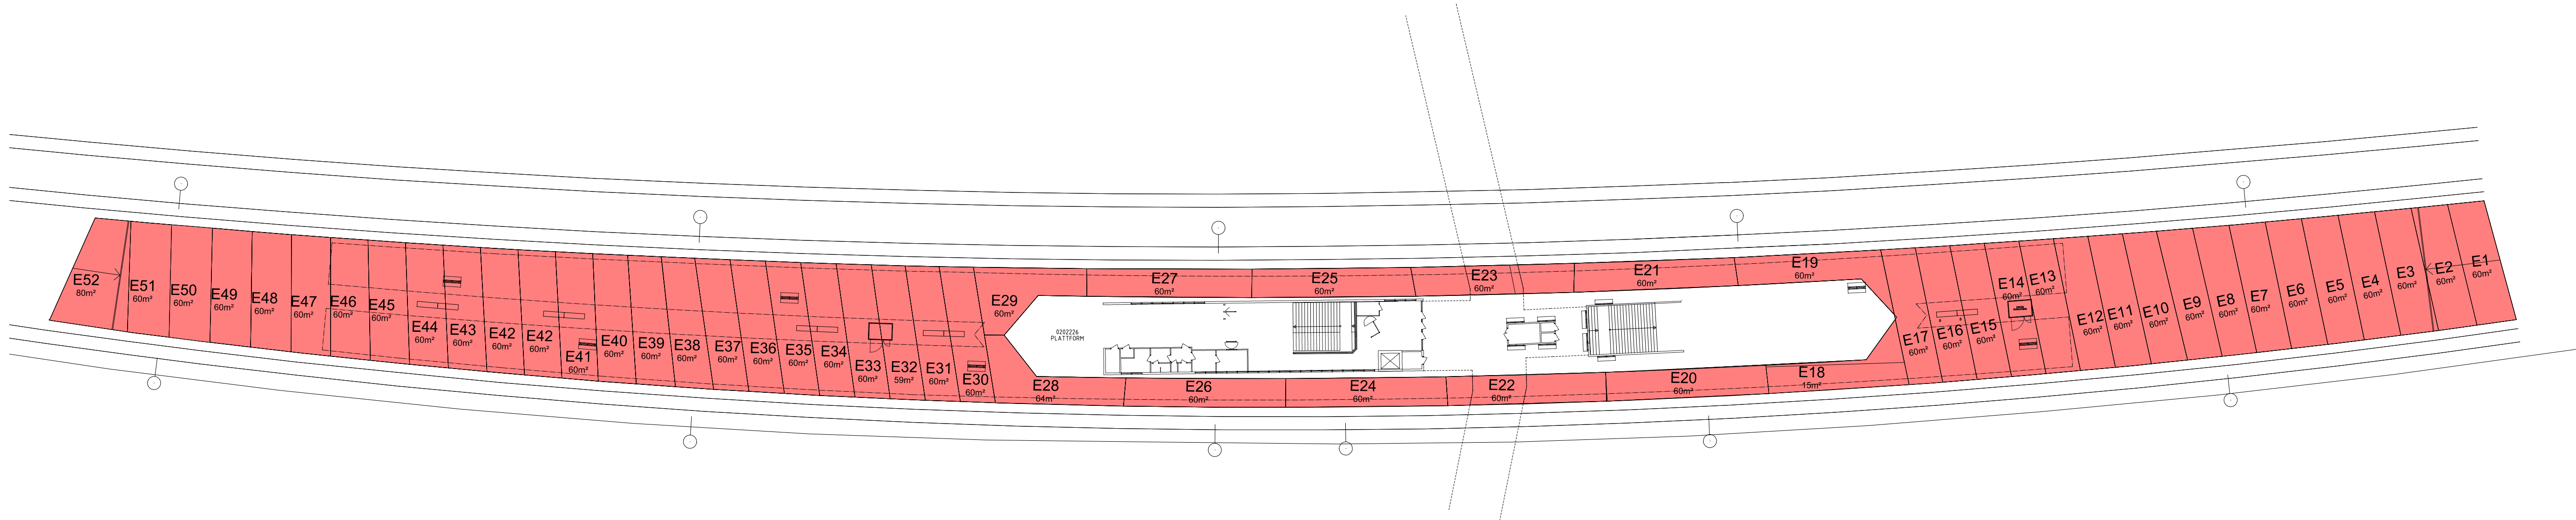 E52
80m²
E51
60m²
E50
60m²
E49
60m²
E48
60m²
E47
60m²
E46
60m²
E45
60m²
E44
60m²
E43
60m²
E42
60m²
E42
60m²
E41
60m²
E40
60m²
E39
60m²
E38
60m²
E37
60m²
E36
60m²
E35
60m²
E34
60m²
E33
60m²
E32
59m²
E31
60m²
E30
60m²
E29
60m²
E28
64m²
0202226
PLATTFORM
E27
60m²
E26
60m²
E25
60m²
E24
60m²
E23
60m²
E22
60m²
E21
60m²
E20
60m²
E19
60m²
E18
15m²
E17
60m²
E16
60m²
E15
60m²
E14
60m²
E13
60m²
E12
60m²
E11
60m²
E10
60m²
E9
60m²
E8
60m²
E7
60m²
E6
60m²
E5
60m²
E4
60m²
E3
60m²
E2
60m²
E1
60m²